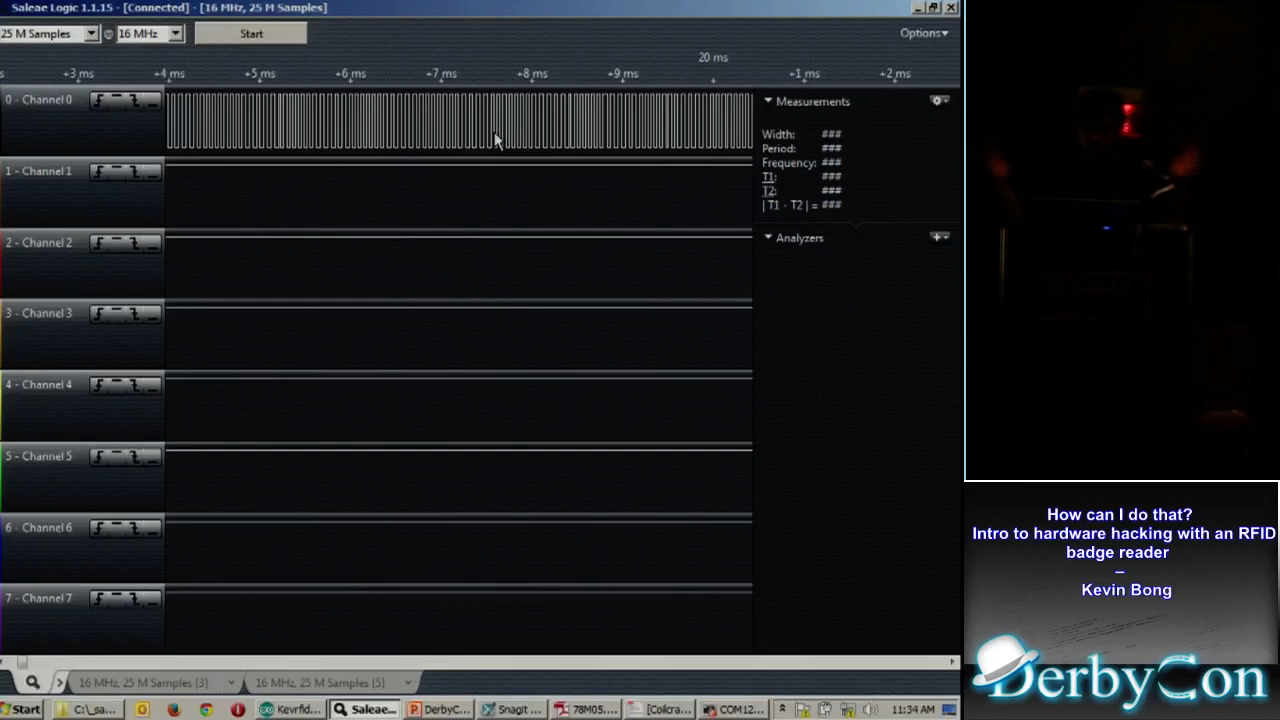 Saleae Logic 1.1.15 - [Connected] - [16 MHz, 25 M Samples]
25 M Samples @ 16 MHz Start Options
20 ms
+3 ms +4 ms +5 ms +6 ms +7 ms +8 ms +9 ms +1 ms +2 ms
0 - Channel 0
1 - Channel 1
2 - Channel 2
3 - Channel 3
4 - Channel 4
5 - Channel 5
6 - Channel 6
7 - Channel 7
Measurements
Width: ###
Period: ###
Frequency: ###
T1: ###
T2: ###
| T1 - T2 | = ###
Analyzers
16 MHz, 25 M Samples [3] 16 MHz, 25 M Samples [5]
Start C:\_sa... Kevrfid... Saleae... DerbyC... Snagit ... 78M05.... [Coilcra... COM12... 11:34 AM
How can I do that?
Intro to hardware hacking with an RFID
badge reader
–
Kevin Bong
DerbyCon